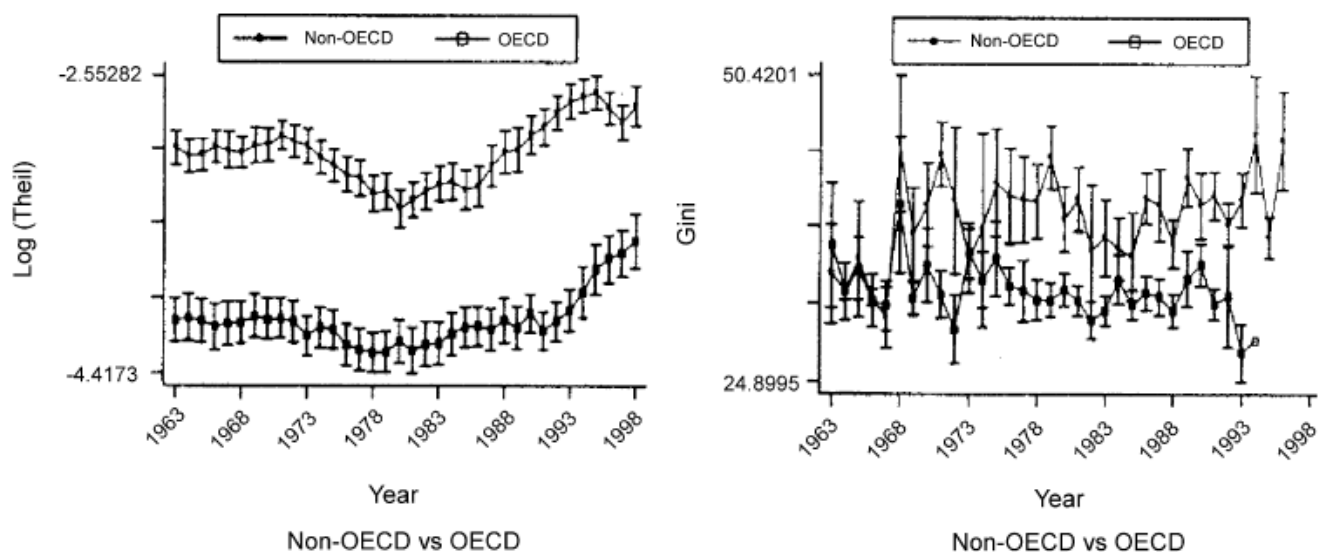 Non-OECD OECD
-2.55282
Log (Theil)
-4.4173
1963 1968 1973 1978 1983 1988 1993 1998
Year
Non-OECD vs OECD
Non-OECD OECD
50.4201
Gini
24.8995
1963 1968 1973 1978 1983 1988 1993 1998
Year
Non-OECD vs OECD